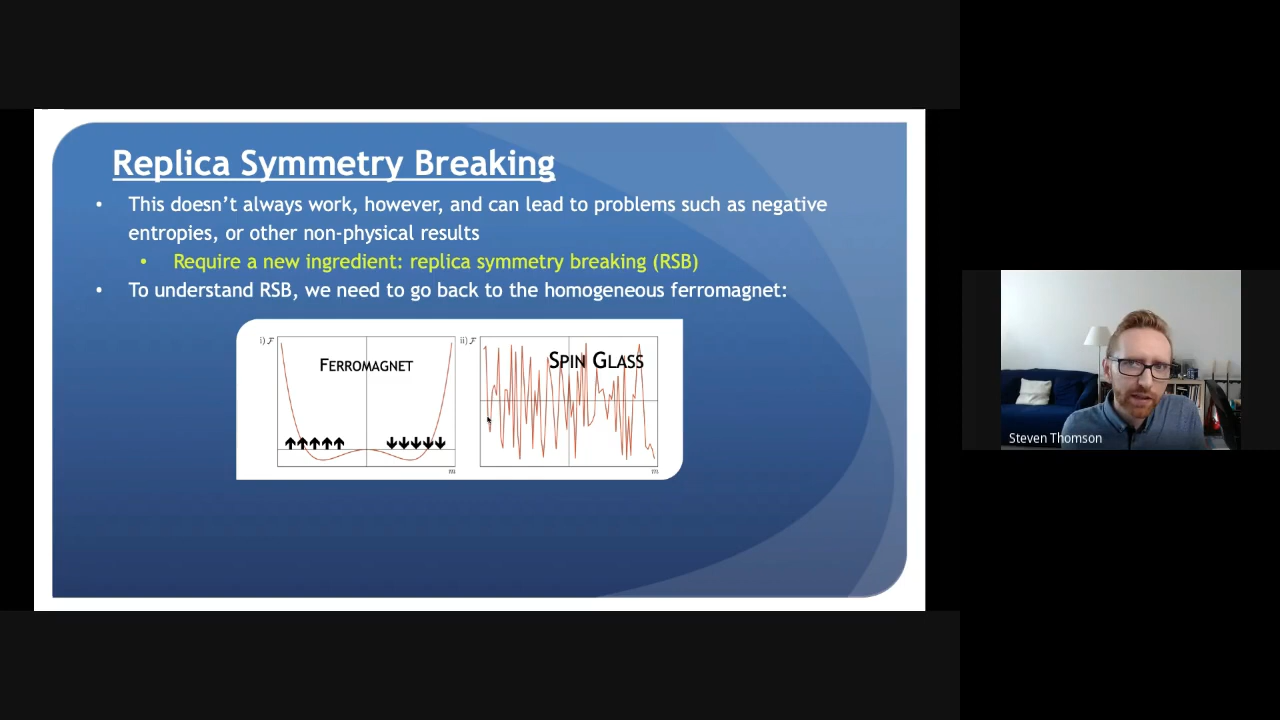 Replica Symmetry Breaking
• This doesn't always work, however, and can lead to problems such as negative
entropies, or other non-physical results
• Require a new ingredient: replica symmetry breaking (RSB)
• To understand RSB, we need to go back to the homogeneous ferromagnet:
i) F
Ferromagnet
m
ii) F
Spin Glass
m
Steven Thomson